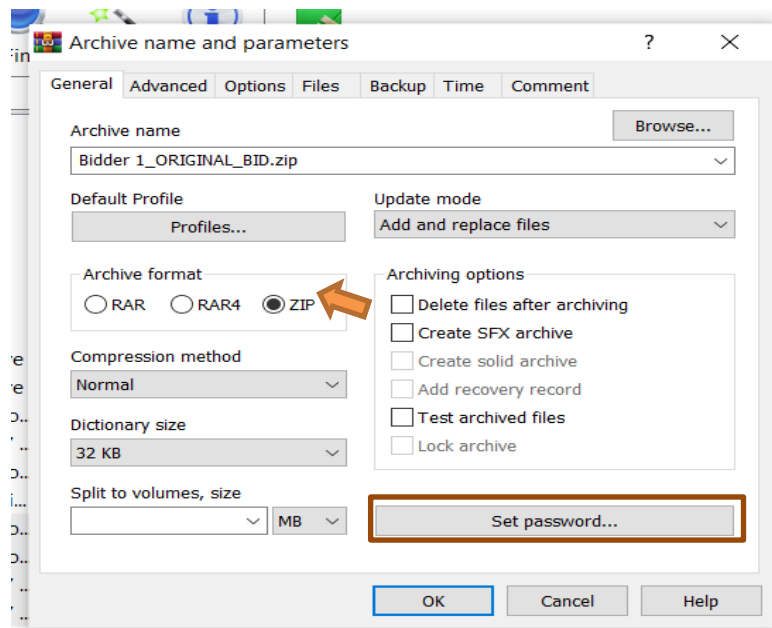 Archive name and parameters
?
General Advanced Options Files Backup Time Comment
Archive name
Browse...
Bidder 1_ORIGINAL_BID.zip
Default Profile
Update mode
Profiles...
Add and replace files
Archive format
Archiving options
RAR RAR4 ZIP
Delete files after archiving
Create SFX archive
Compression method
Create solid archive
Normal
Add recovery record
Dictionary size
Test archived files
32 KB
Lock archive
Split to volumes, size
MB
Set password...
OK Cancel Help